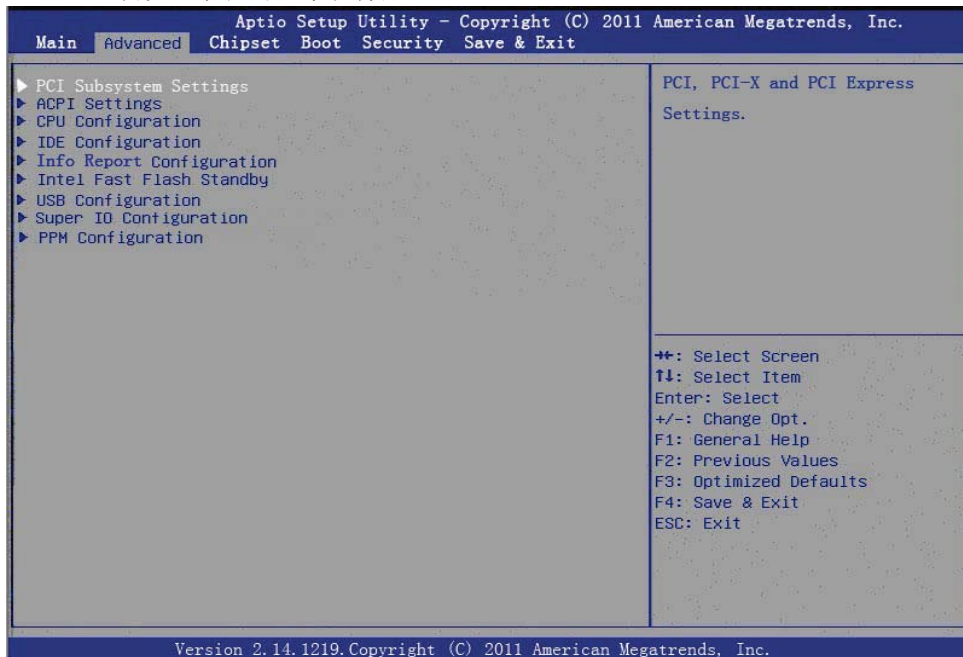 Aptio Setup Utility - Copyright (C) 2011 American Megatrends, Inc.
Main Advanced Chipset Boot Security Save & Exit
PCI Subsystem Settings
ACPI Settings
CPU Configuration
IDE Configuration
Info Report Configuration
Intel Fast Flash Standby
USB Configuration
Super IO Configuration
PPM Configuration
PCI, PCI-X and PCI Express
Settings.
→←: Select Screen
↑↓: Select Item
Enter: Select
+/-: Change Opt.
F1: General Help
F2: Previous Values
F3: Optimized Defaults
F4: Save & Exit
ESC: Exit
Version 2.14.1219.Copyright (C) 2011 American Megatrends, Inc.